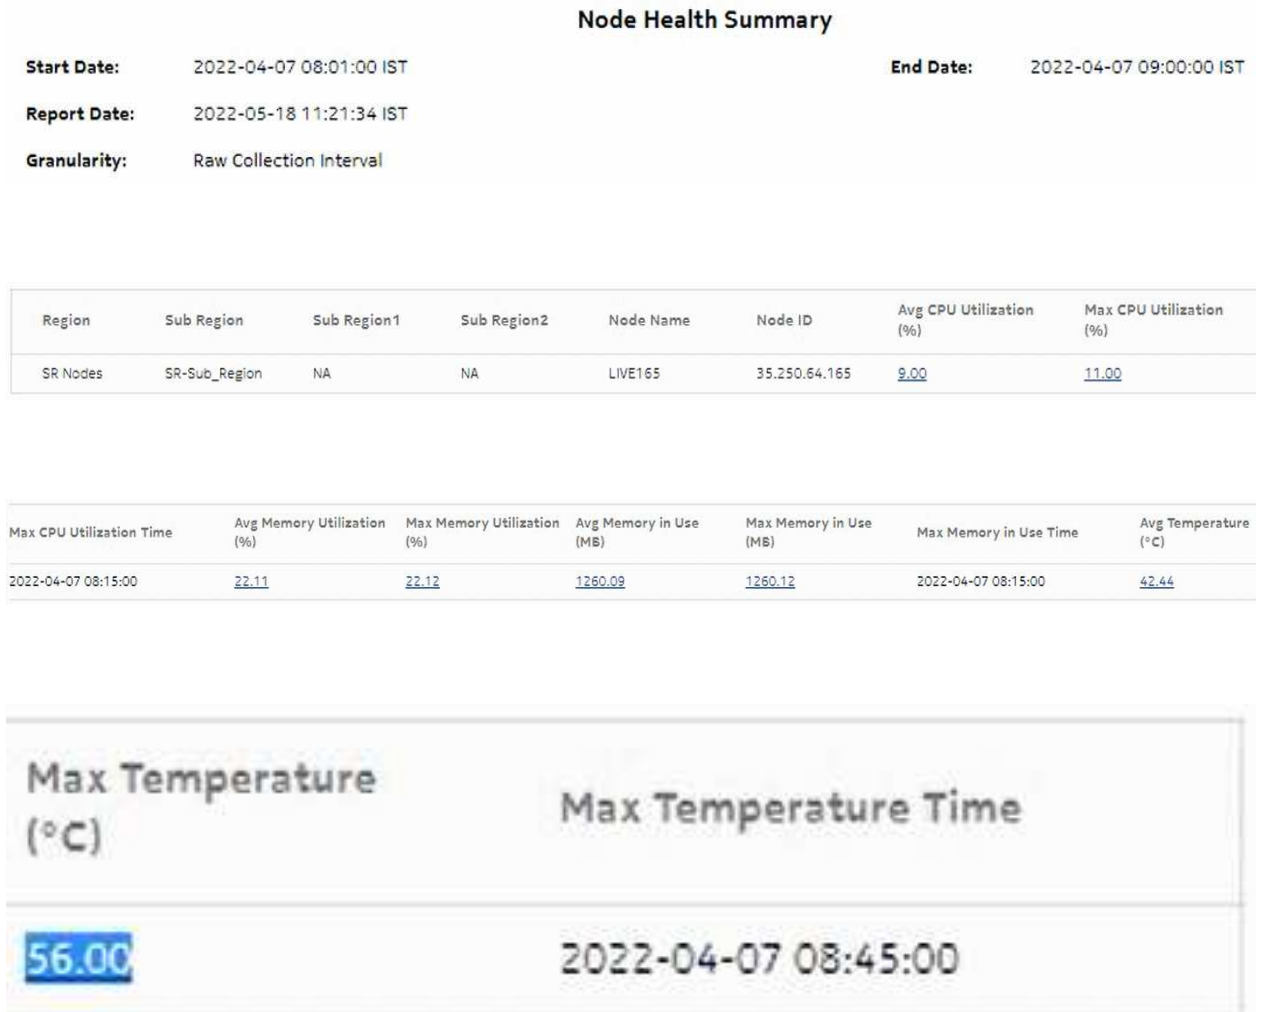 Node Health Summary
Start Date: 2022-04-07 08:01:00 IST End Date: 2022-04-07 09:00:00 IST
Report Date: 2022-05-18 11:21:34 IST
Granularity: Raw Collection Interval
Region Sub Region Sub Region1 Sub Region2 Node Name Node ID Avg CPU Utilization (%) Max CPU Utilization (%)
SR Nodes SR-Sub_Region NA NA LIVE165 35.250.64.165 9.00 11.00
Max CPU Utilization Time Avg Memory Utilization (%) Max Memory Utilization (%) Avg Memory in Use (MB) Max Memory in Use (MB) Max Memory in Use Time Avg Temperature (°C)
2022-04-07 08:15:00 22.11 22.12 1260.09 1260.12 2022-04-07 08:15:00 42.44
Max Temperature (°C) Max Temperature Time
56.00 2022-04-07 08:45:00